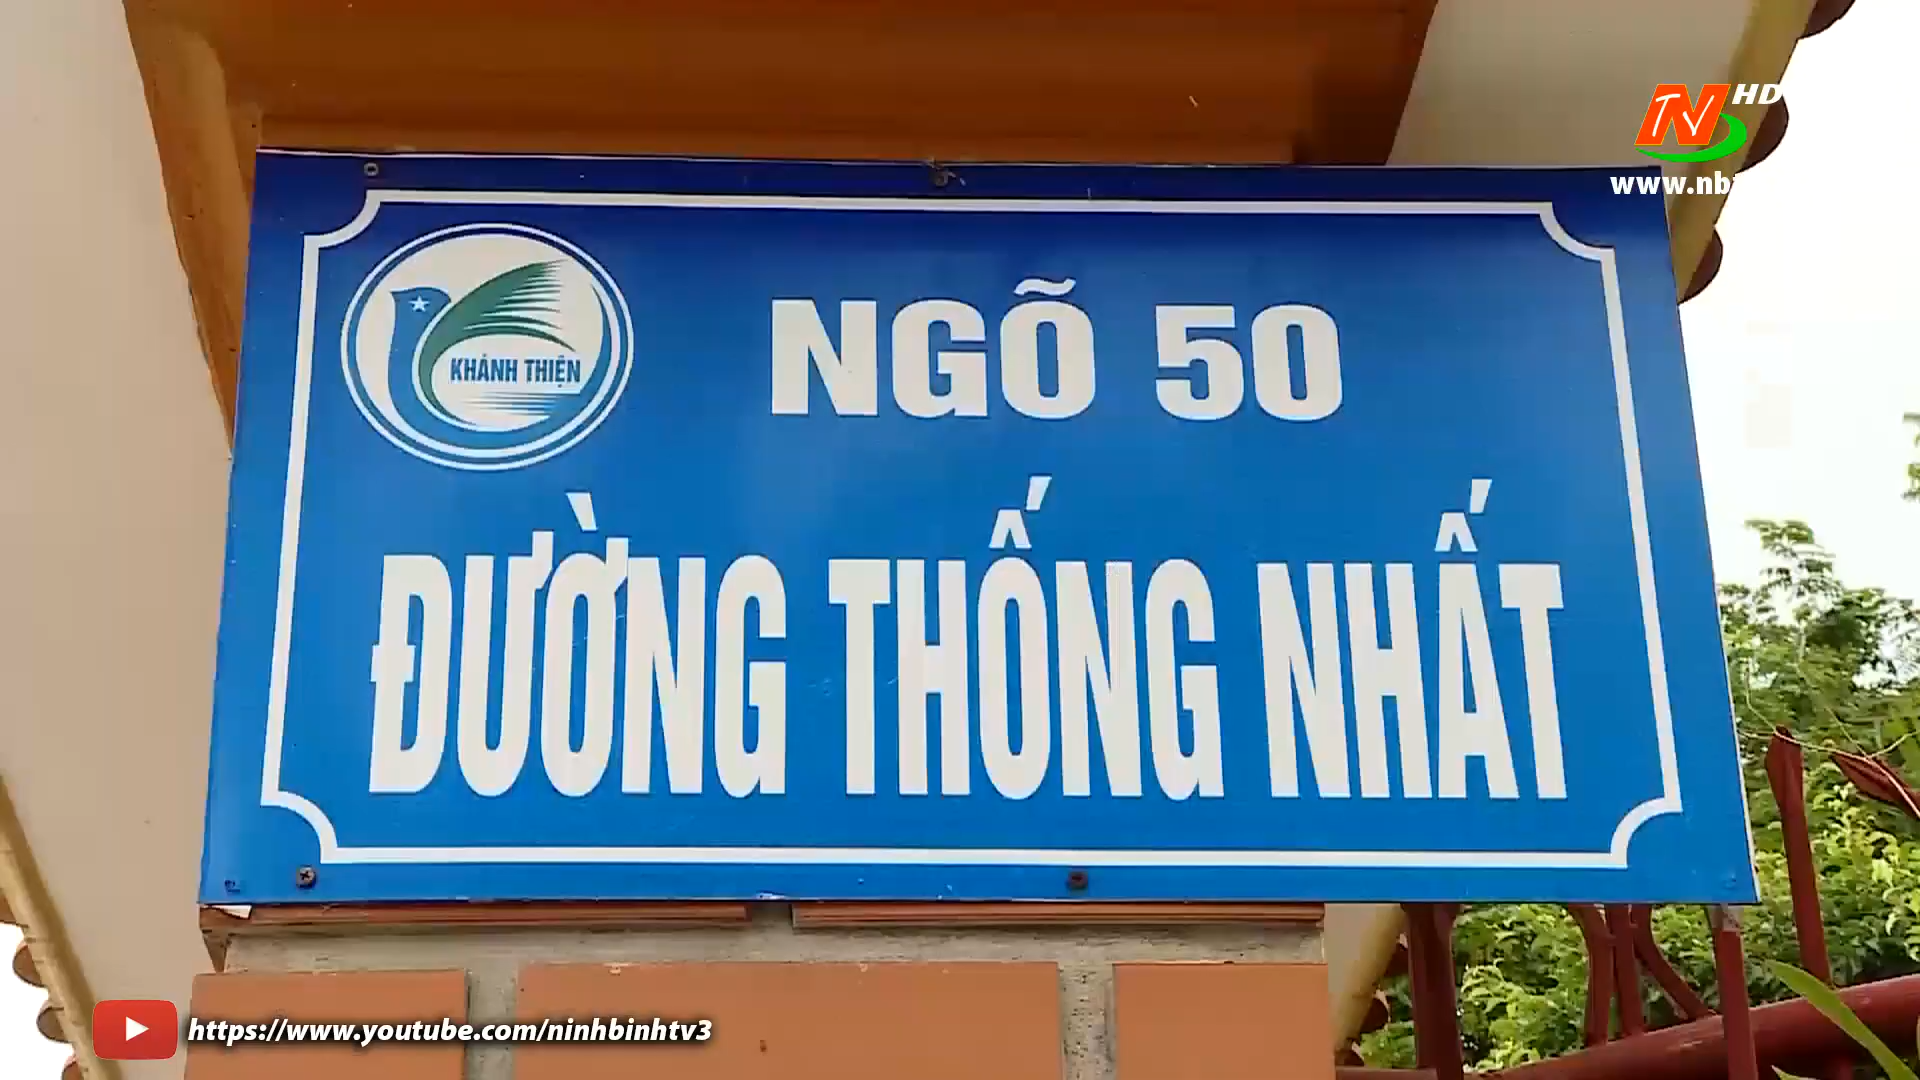 HD
www.nb
KHÁNH THIỆN
NGÕ 50
ĐƯỜNG THỐNG NHẤT
https://www.youtube.com/ninhbinhtv3